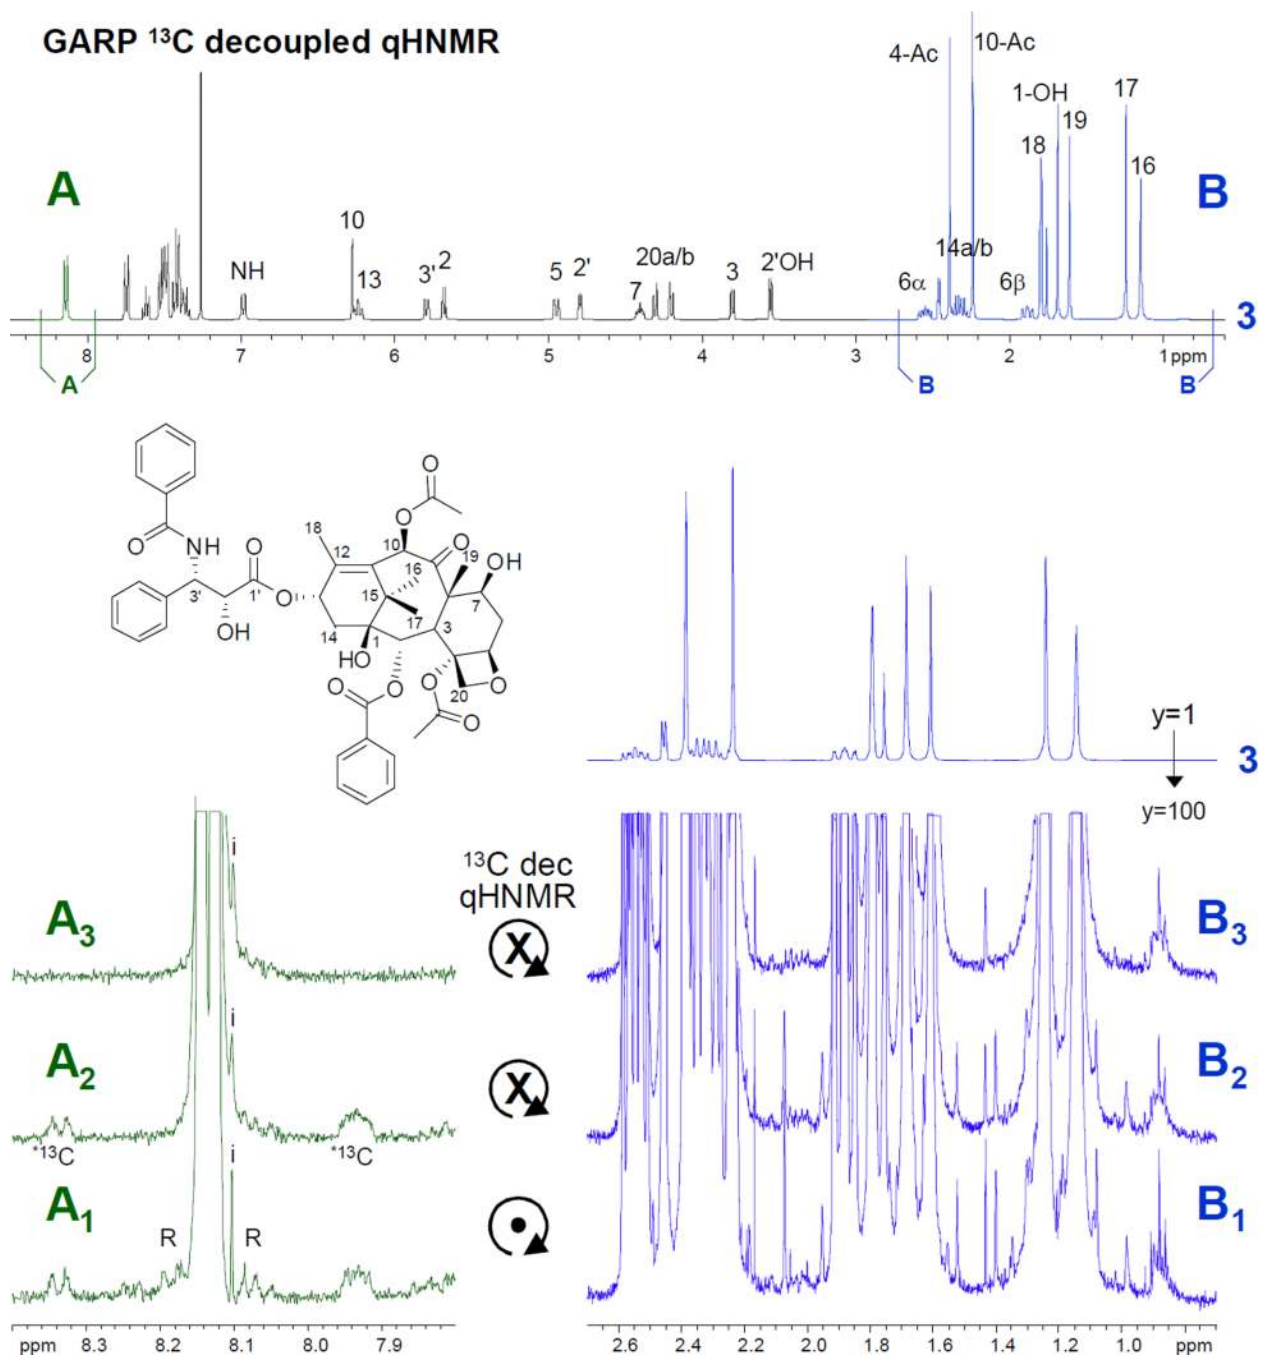 GARP ¹³C decoupled qHNMR
4-Ac
10-Ac
1-OH
17
19
18
16
A
B
10
NH
13
3'
2
5
2'
20a/b
7
3
2'OH
6α
14a/b
6β
3
8
7
6
5
4
3
2
1 ppm
A
B
B
O
O
18
12
10
O
O
NH
O
19
OH
16
15
7
3'
1'
O
17
3
OH
14
1
HO
O
O
O
20
O
O
y=1
3
y=100
¹³C dec
qHNMR
i
A₃
X
B₃
i
A₂
X
B₂
*¹³C
*¹³C
i
A₁
R
R
B₁
ppm
8.3
8.2
8.1
8.0
7.9
2.6
2.4
2.2
2.0
1.8
1.6
1.4
1.2
1.0
ppm